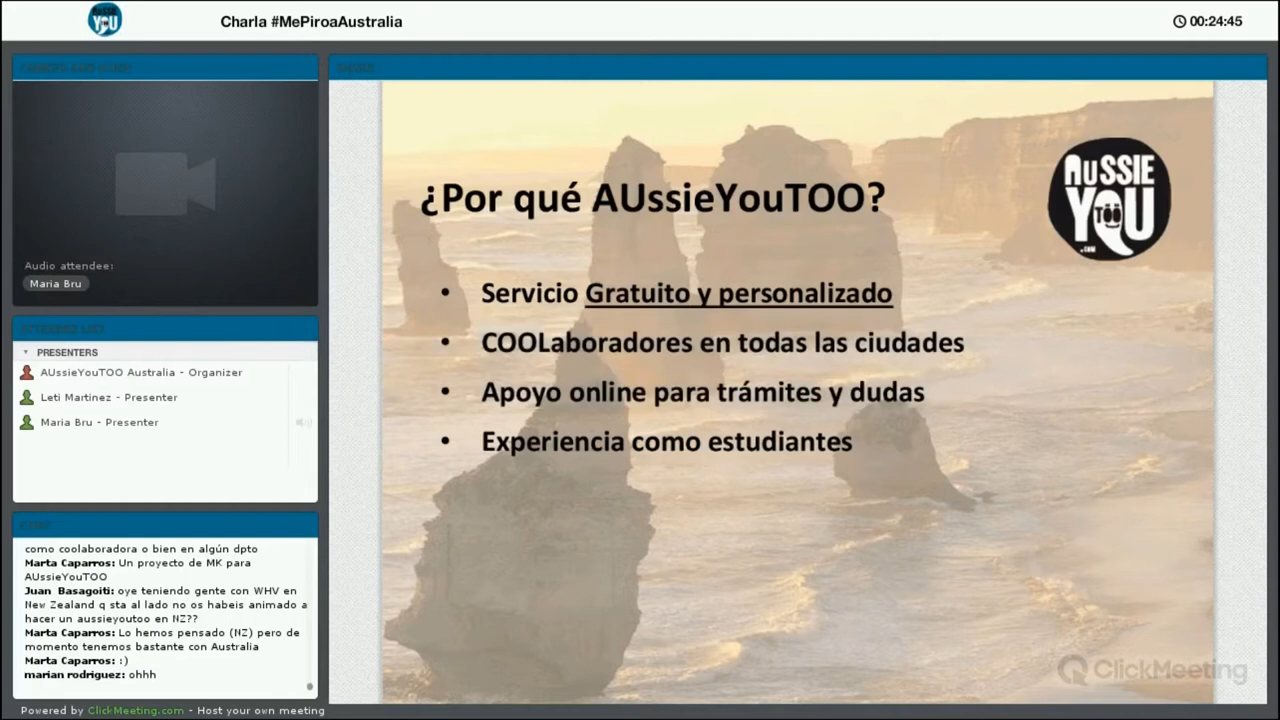 AUSSIE
YOU
TOO
Charla #MePiroaAustralia
00:24:45
Audio attendee:
Maria Bru
PRESENTERS
AUssieYouTOO Australia - Organizer
Leti Martinez - Presenter
Maria Bru - Presenter
como coolaboradora o bien en algún dpto
Marta Caparros: Un proyecto de MK para
AUssieYouTOO
Juan Basagoiti: oye teniendo gente con WHV en
New Zealand q sta al lado no os habeis animado a
hacer un aussieyoutoo en NZ??
Marta Caparros: Lo hemos pensado (NZ) pero de
momento tenemos bastante con Australia
Marta Caparros: :)
marian rodriguez: ohhh
Powered by ClickMeeting.com - Host your own meeting
¿Por qué AUssieYouTOO?
• Servicio Gratuito y personalizado
• COOLaboradores en todas las ciudades
• Apoyo online para trámites y dudas
• Experiencia como estudiantes
AUSSIE
YOU
TOO
.COM
ClickMeeting